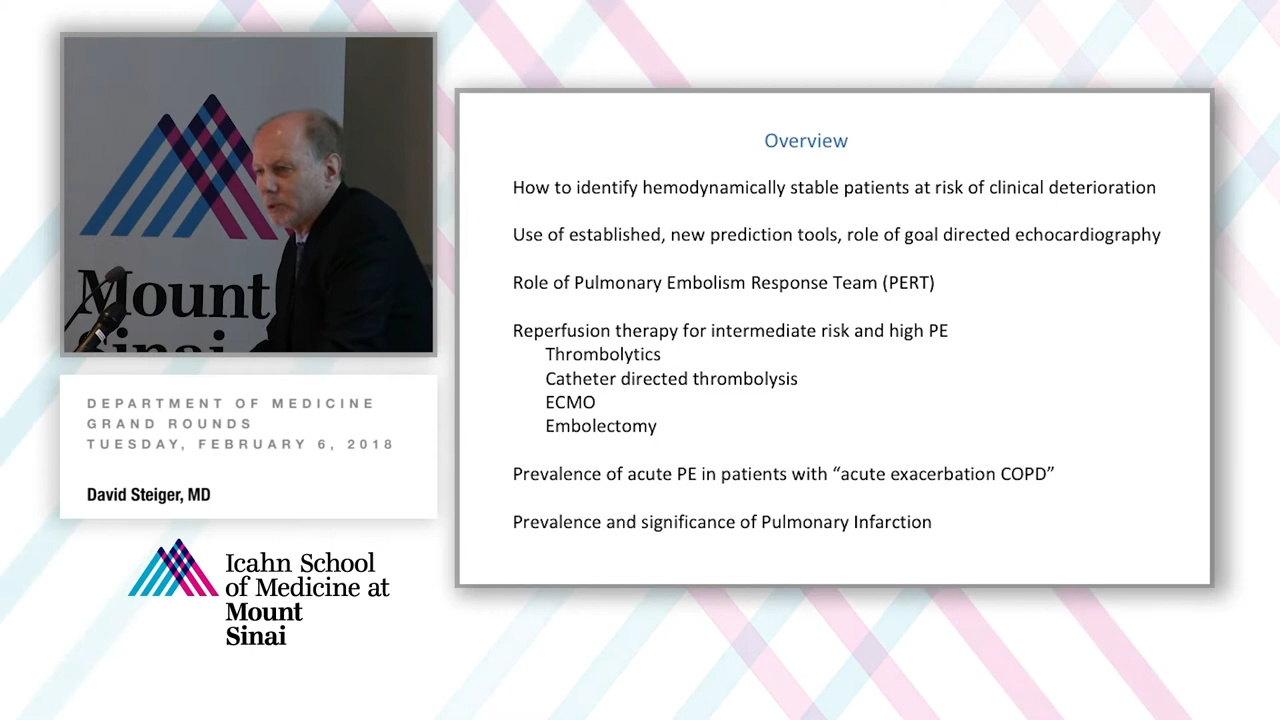 Mount
Sinai
DEPARTMENT OF MEDICINE
GRAND ROUNDS
TUESDAY, FEBRUARY 6, 2018
David Steiger, MD
Icahn School
of Medicine at
Mount
Sinai
Overview
How to identify hemodynamically stable patients at risk of clinical deterioration
Use of established, new prediction tools, role of goal directed echocardiography
Role of Pulmonary Embolism Response Team (PERT)
Reperfusion therapy for intermediate risk and high PE
Thrombolytics
Catheter directed thrombolysis
ECMO
Embolectomy
Prevalence of acute PE in patients with “acute exacerbation COPD”
Prevalence and significance of Pulmonary Infarction